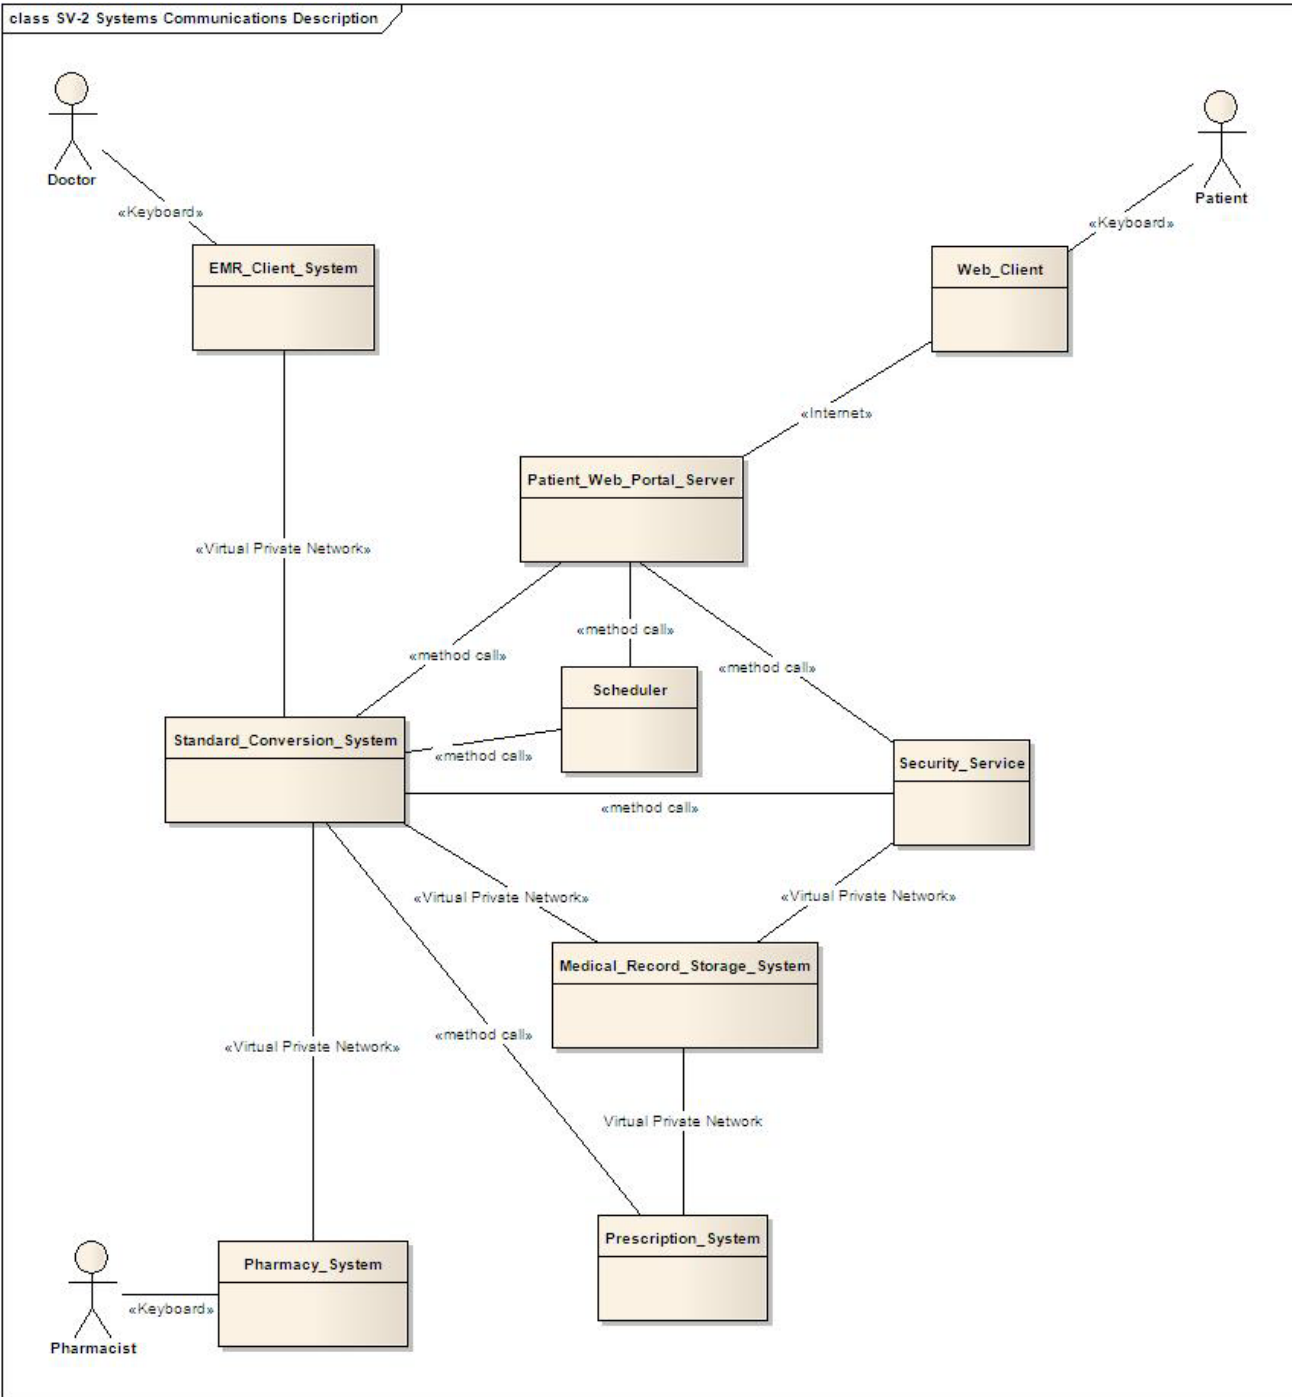 class SV-2 Systems Communications Description
Doctor
Patient
«Keyboard»
«Keyboard»
EMR_Client_System
Web_Client
«Internet»
Patient_Web_Portal_Server
«Virtual Private Network»
«method call»
«method call»
«method call»
Scheduler
Standard_Conversion_System
«method call»
Security_Service
«method call»
«Virtual Private Network»
«Virtual Private Network»
Medical_Record_Storage_System
«method call»
«Virtual Private Network»
Virtual Private Network
Prescription_System
Pharmacy_System
«Keyboard»
Pharmacist